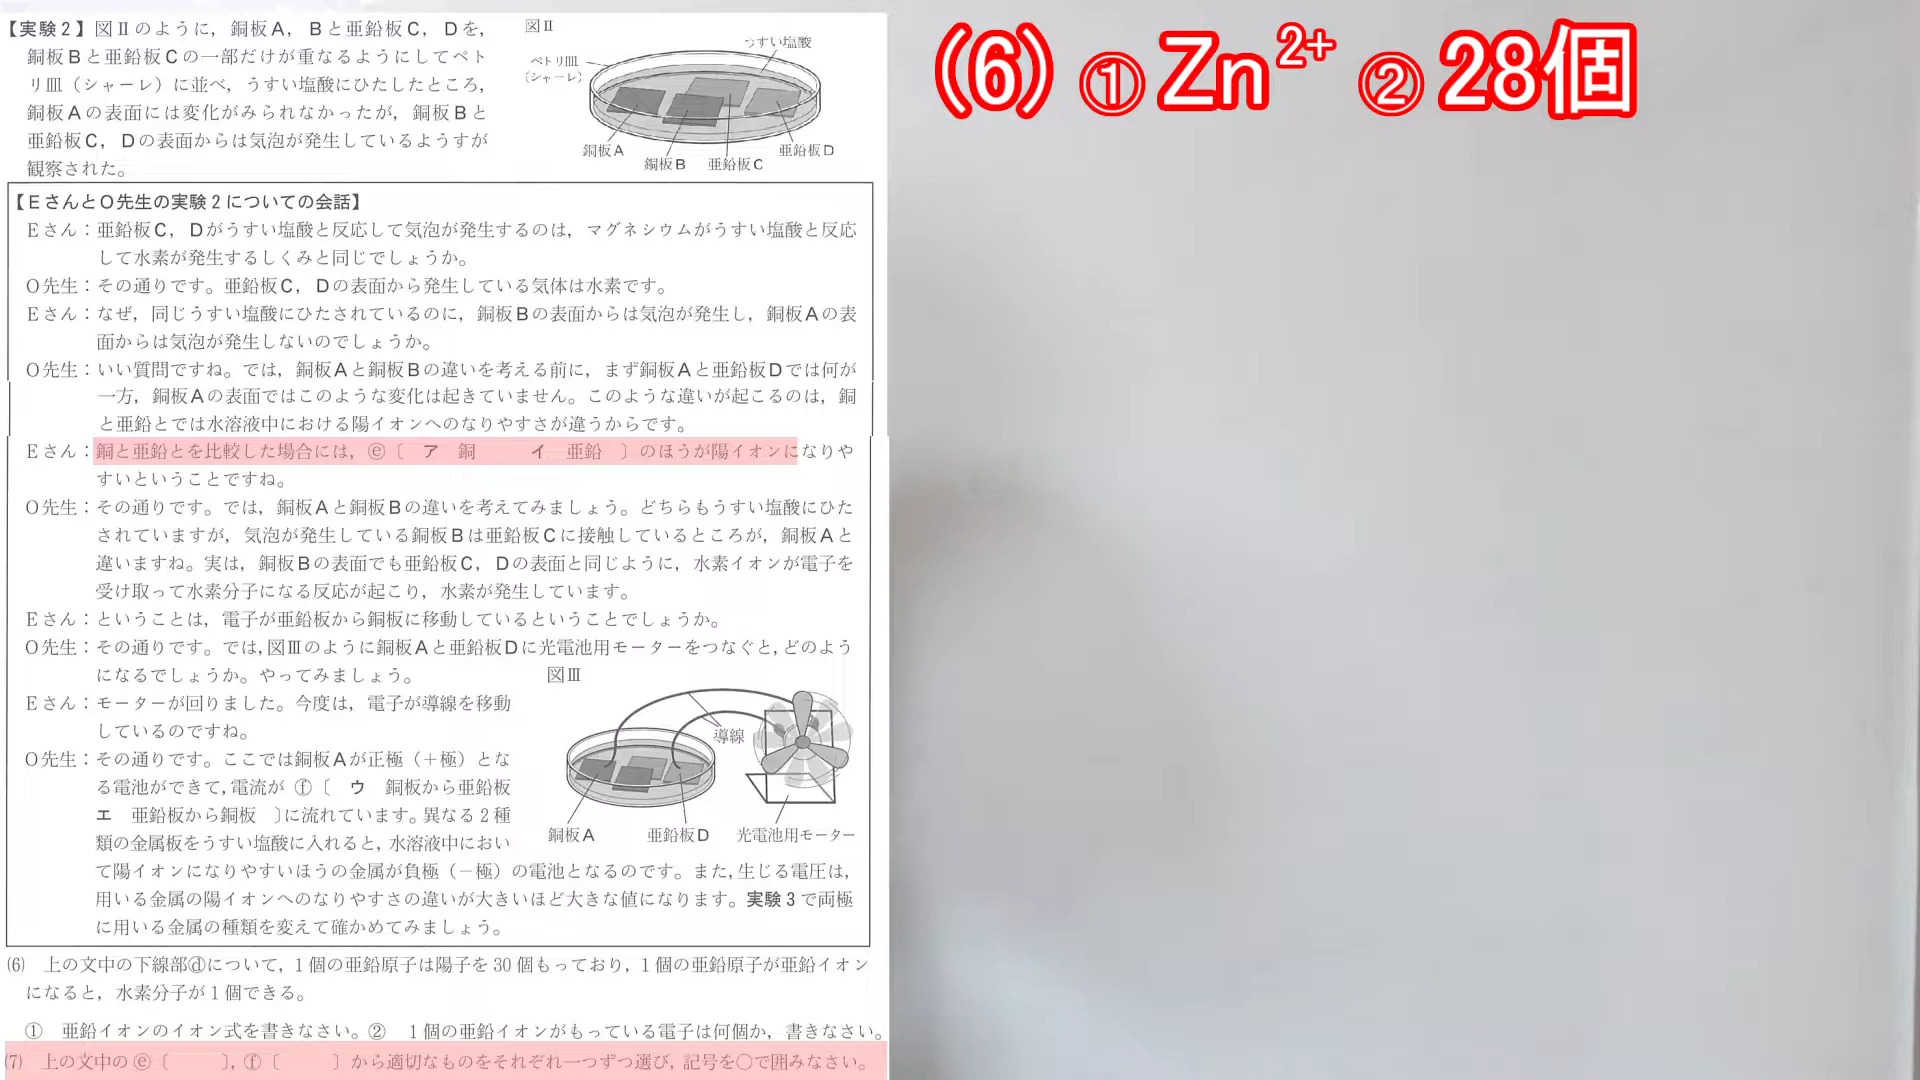 【実験2】図Ⅱのように，銅板A，Bと亜鉛板C，Dを，
銅板Bと亜鉛板Cの一部だけが重なるようにしてペト
リ皿（シャーレ）に並べ，うすい塩酸にひたしたところ，
銅板Aの表面には変化がみられなかったが，銅板Bと
亜鉛板C，Dの表面からは気泡が発生しているようすが
観察された。
図Ⅱ
うすい塩酸
ペトリ皿
（シャーレ）
銅板A
銅板B
亜鉛板C
亜鉛板D
【EさんとO先生の実験2についての会話】
Eさん：亜鉛板C，Dがうすい塩酸と反応して気泡が発生するのは，マグネシウムがうすい塩酸と反応
して水素が発生するしくみと同じでしょうか。
O先生：その通りです。亜鉛板C，Dの表面から発生している気体は水素です。
Eさん：なぜ，同じうすい塩酸にひたされているのに，銅板Bの表面からは気泡が発生し，銅板Aの表
面からは気泡が発生しないのでしょうか。
O先生：いい質問ですね。では，銅板Aと銅板Bの違いを考える前に，まず銅板Aと亜鉛板Dでは何が
一方，銅板Aの表面ではこのような変化は起きていません。このような違いが起こるのは，銅
と亜鉛とでは水溶液中における陽イオンへのなりやすさが違うからです。
Eさん：銅と亜鉛とを比較した場合には，ⓔ〔　ア　銅　　　イ　亜鉛　〕のほうが陽イオンになりや
すいということですね。
O先生：その通りです。では，銅板Aと銅板Bの違いを考えてみましょう。どちらもうすい塩酸にひた
されていますが，気泡が発生している銅板Bは亜鉛板Cに接触しているところが，銅板Aと
違いますね。実は，銅板Bの表面でも亜鉛板C，Dの表面と同じように，水素イオンが電子を
受け取って水素分子になる反応が起こり，水素が発生しています。
Eさん：ということは，電子が亜鉛板から銅板に移動しているということでしょうか。
O先生：その通りです。では，図Ⅲのように銅板Aと亜鉛板Dに光電池用モーターをつなぐと，どのよう
になるでしょうか。やってみましょう。
Eさん：モーターが回りました。今度は，電子が導線を移動
しているのですね。
O先生：その通りです。ここでは銅板Aが正極（＋極）とな
る電池ができて，電流が ⓕ〔　ウ　銅板から亜鉛板
エ　亜鉛板から銅板　〕に流れています。異なる2種
類の金属板をうすい塩酸に入れると，水溶液中におい
て陽イオンになりやすいほうの金属が負極（－極）の電池となるのです。また，生じる電圧は，
用いる金属の陽イオンへのなりやすさの違いが大きいほど大きな値になります。実験3で両極
に用いる金属の種類を変えて確かめてみましょう。
図Ⅲ
導線
銅板A
亜鉛板D
光電池用モーター
(6)　上の文中の下線部ⓓについて，1個の亜鉛原子は陽子を30個もっており，1個の亜鉛原子が亜鉛イオン
になると，水素分子が1個できる。
①　亜鉛イオンのイオン式を書きなさい。②　1個の亜鉛イオンがもっている電子は何個か，書きなさい。
(7)　上の文中の ⓔ〔　　　〕，ⓕ〔　　　〕から適切なものをそれぞれ一つずつ選び，記号を○で囲みなさい。
(6) ① Zn²⁺ ② 28個